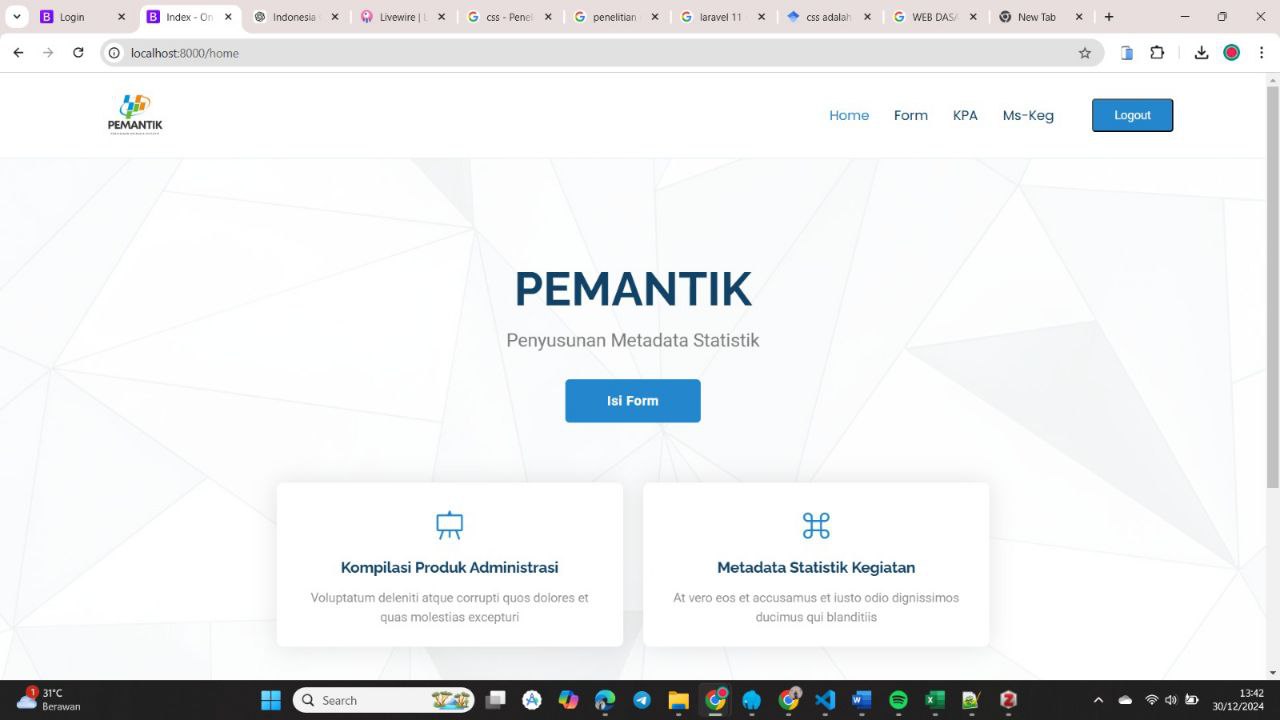 Login
Index - On
Indonesia
Livewire | L
css - Penel
penelitian
laravel 11
css adalah
WEB DASA
New Tab
localhost:8000/home
PEMANTIK
Home
Form
KPA
Ms-Keg
Logout
PEMANTIK
Penyusunan Metadata Statistik
Isi Form
Kompilasi Produk Administrasi
Voluptatum deleniti atque corrupti quos dolores et
quas molestias excepturi
Metadata Statistik Kegiatan
At vero eos et accusamus et iusto odio dignissimos
ducimus qui blanditiis
1
31°C
Berawan
Search
13:42
30/12/2024